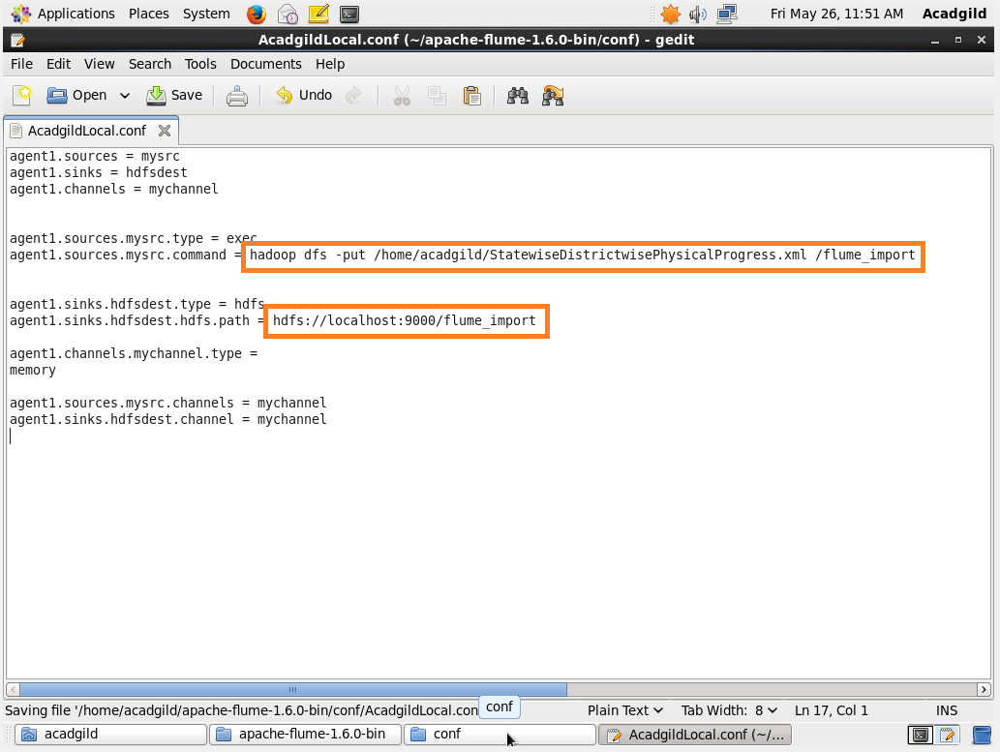 Applications Places System Fri May 26, 11:51 AM Acadgild
AcadgildLocal.conf (~/apache-flume-1.6.0-bin/conf) - gedit
File Edit View Search Tools Documents Help
Open Save Undo
AcadgildLocal.conf
agent1.sources = mysrc
agent1.sinks = hdfsdest
agent1.channels = mychannel
agent1.sources.mysrc.type = exec
agent1.sources.mysrc.command = hadoop dfs -put /home/acadgild/StatewiseDistrictwisePhysicalProgress.xml /flume_import
agent1.sinks.hdfsdest.type = hdfs
agent1.sinks.hdfsdest.hdfs.path = hdfs://localhost:9000/flume_import
agent1.channels.mychannel.type =
memory
agent1.sources.mysrc.channels = mychannel
agent1.sinks.hdfsdest.channel = mychannel
Saving file '/home/acadgild/apache-flume-1.6.0-bin/conf/AcadgildLocal.con conf Plain Text Tab Width: 8 Ln 17, Col 1 INS
acadgild apache-flume-1.6.0-bin conf AcadgildLocal.conf (~/...